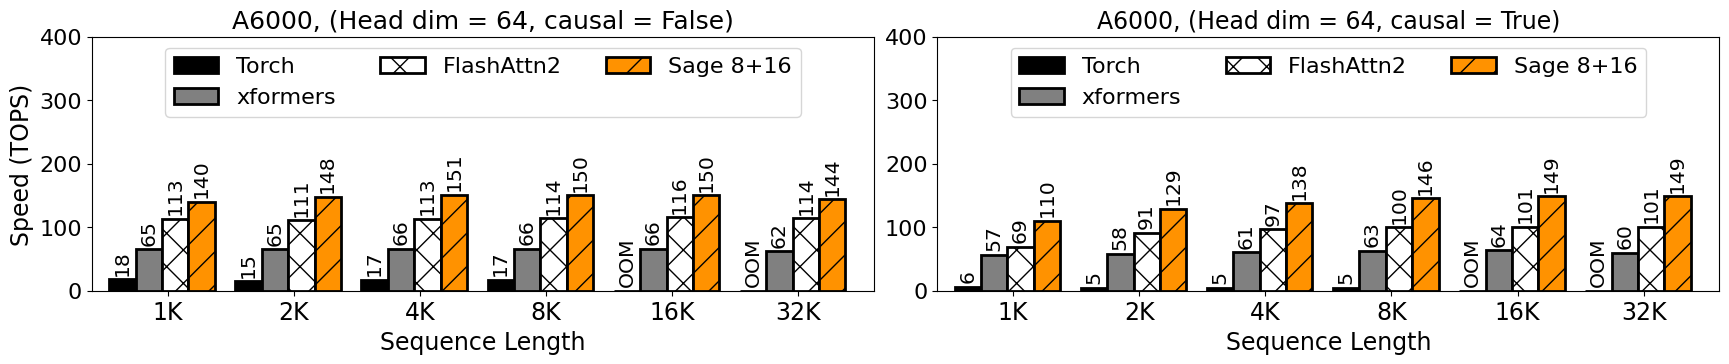 A6000, (Head dim = 64, causal = False)
Speed (TOPS)
400
300
200
100
0
Torch
FlashAttn2
Sage 8+16
xformers
18
65
113
140
15
65
111
148
17
66
113
151
17
66
114
150
OOM
66
116
150
OOM
62
114
144
1K
2K
4K
8K
16K
32K
Sequence Length
A6000, (Head dim = 64, causal = True)
400
300
200
100
0
Torch
FlashAttn2
Sage 8+16
xformers
6
57
69
110
5
58
91
129
5
61
97
138
5
63
100
146
OOM
64
101
149
OOM
60
101
149
1K
2K
4K
8K
16K
32K
Sequence Length